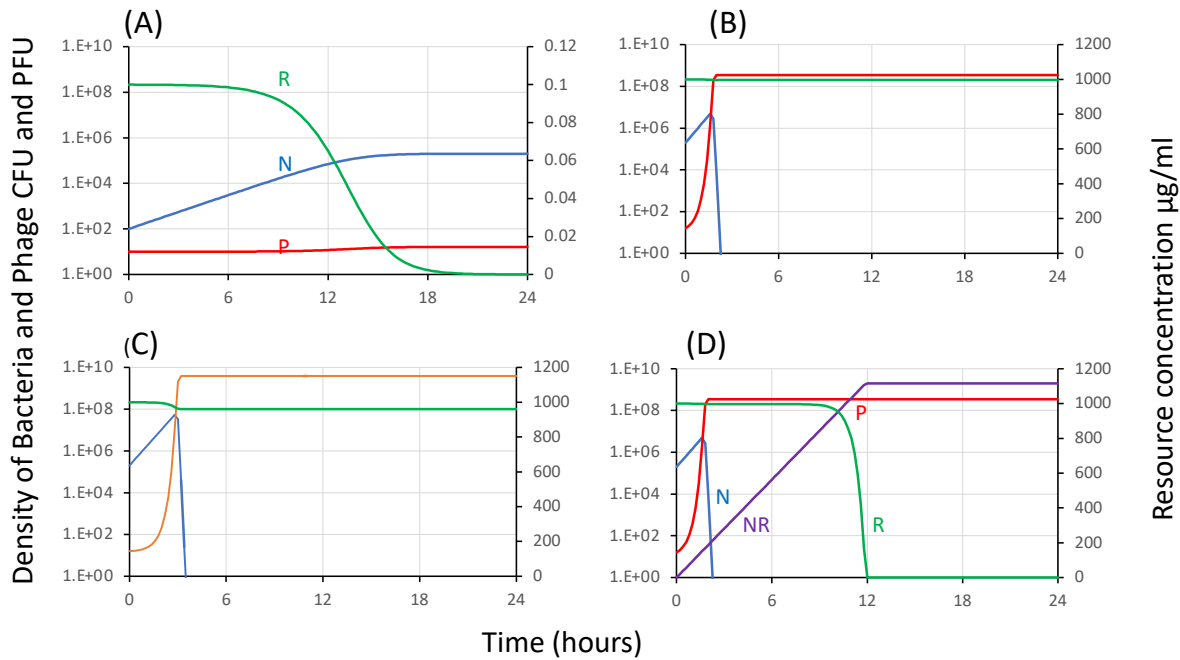 (A)
1.E+10
1.E+08
1.E+06
1.E+04
1.E+02
1.E+00
0.12
0.1
0.08
0.06
0.04
0.02
0
0 6 12 18 24
R
N
P
(B)
1.E+10
1.E+08
1.E+06
1.E+04
1.E+02
1.E+00
1200
1000
800
600
400
200
0
0 6 12 18 24
(C)
1.E+10
1.E+08
1.E+06
1.E+04
1.E+02
1.E+00
1200
1000
800
600
400
200
0
0 6 12 18 24
(D)
1.E+10
1.E+08
1.E+06
1.E+04
1.E+02
1.E+00
1200
1000
800
600
400
200
0
0 6 12 18 24
P
N
NR
R
Density of Bacteria and Phage CFU and PFU
Resource concentration µg/ml
Time (hours)